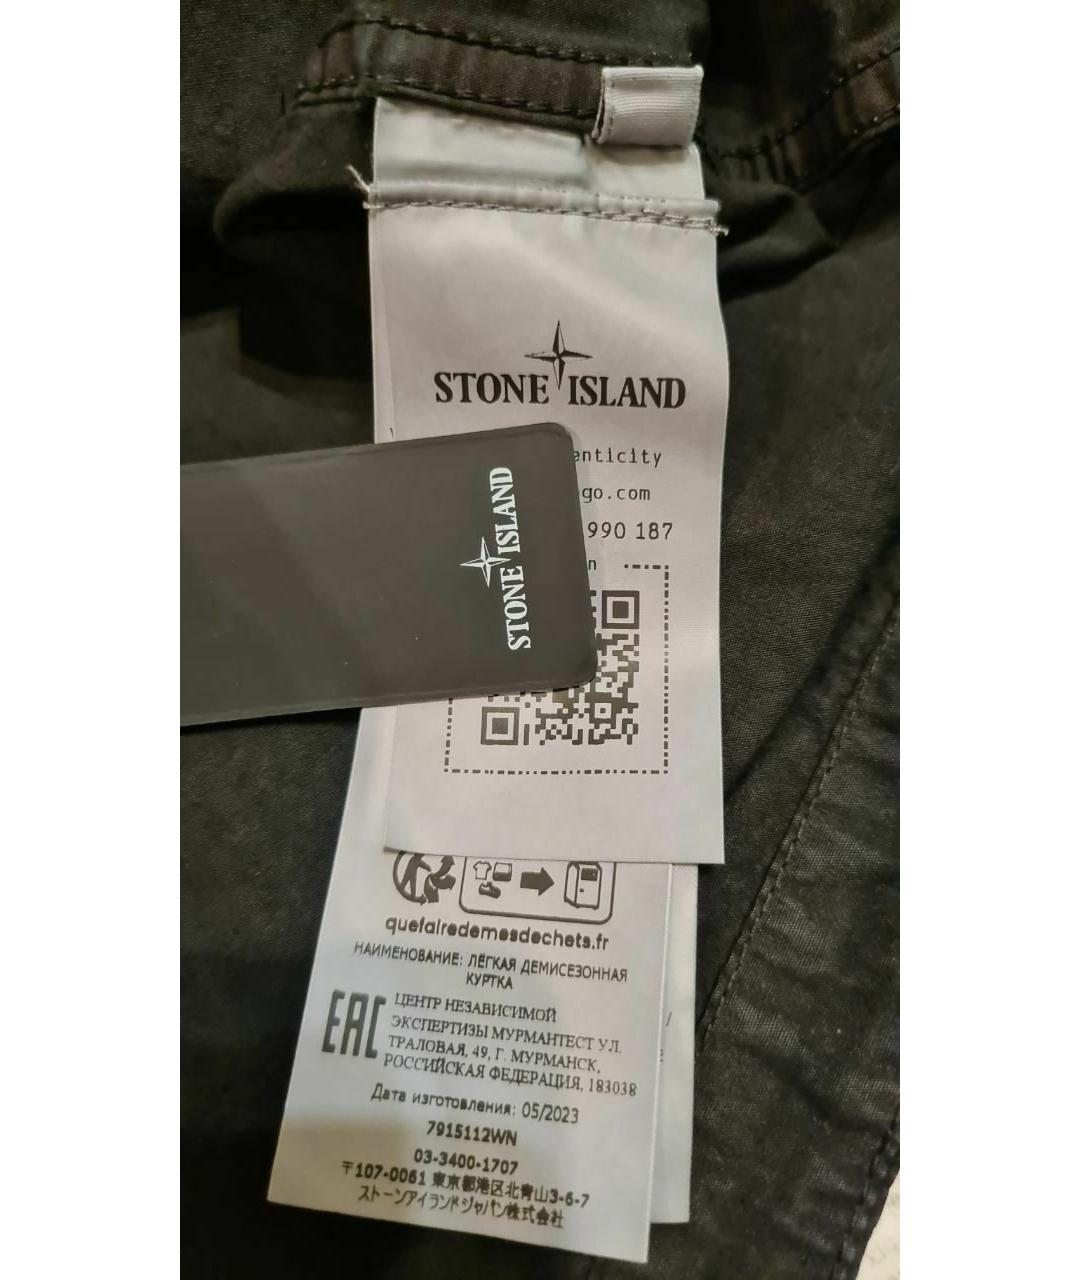 STONE ISLAND
enticity
go.com
990 187
n
STONE ISLAND
quefairedemesdechets.fr
НАИМЕНОВАНИЕ: ЛЁГКАЯ ДЕМИСЕЗОННАЯ
КУРТКА
EAC
ЦЕНТР НЕЗАВИСИМОЙ
ЭКСПЕРТИЗЫ МУРМАНТЕСТ УЛ.
ТРАЛОВАЯ, 49, Г. МУРМАНСК,
РОССИЙСКАЯ ФЕДЕРАЦИЯ, 183038
Дата изготовления: 05/2023
7915112WN
03-3400-1707
〒107-0061 東京都港区北青山3-6-7
ストーンアイランドジャパン株式会社